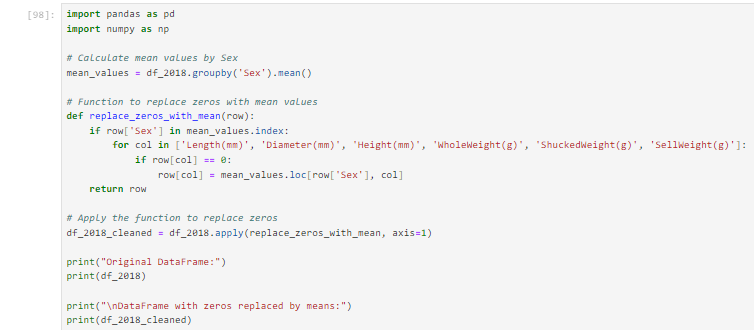 [98]:
import pandas as pd
import numpy as np

# Calculate mean values by Sex
mean_values = df_2018.groupby('Sex').mean()

# Function to replace zeros with mean values
def replace_zeros_with_mean(row):
    if row['Sex'] in mean_values.index:
        for col in ['Length(mm)', 'Diameter(mm)', 'Height(mm)', 'WholeWeight(g)', 'ShuckedWeight(g)', 'SellWeight(g)']:
            if row[col] == 0:
                row[col] = mean_values.loc[row['Sex'], col]
    return row

# Apply the function to replace zeros
df_2018_cleaned = df_2018.apply(replace_zeros_with_mean, axis=1)

print("Original DataFrame:")
print(df_2018)

print("\nDataFrame with zeros replaced by means:")
print(df_2018_cleaned)